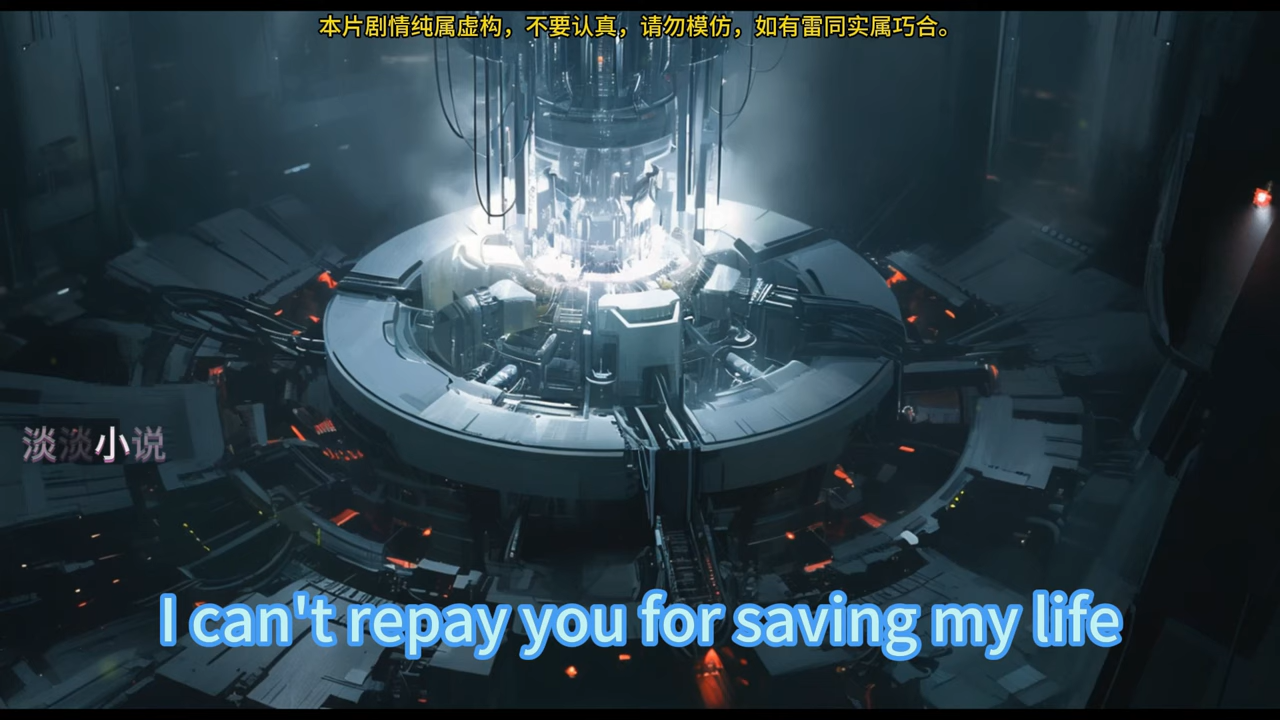 本片剧情纯属虚构，不要认真，请勿模仿，如有雷同实属巧合。
淡淡小说
I can't repay you for saving my life